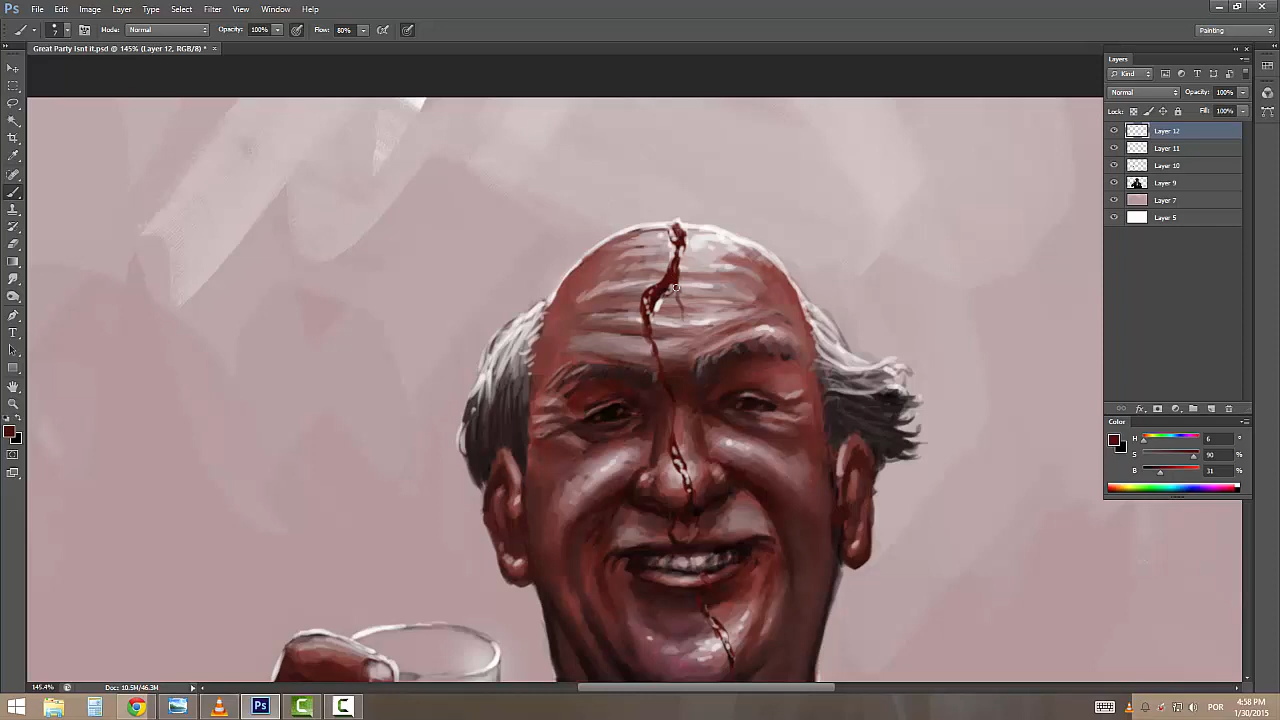 Ps File Edit Image Layer Type Select Filter View Window Help
7 Mode: Normal Opacity: 100% Flow: 80% Painting
Great Party Isnt it.psd @ 145% (Layer 12, RGB/8) * ×
Layers
Kind
Normal Opacity: 100%
Lock: Fill: 100%
Layer 12
Layer 11
Layer 10
Layer 9
Layer 7
Layer 5
Color
H 6 °
S 90 %
B 31 %
145.4% Doc: 10.5M/46.3M
Ps POR 4:58 PM
1/30/2015